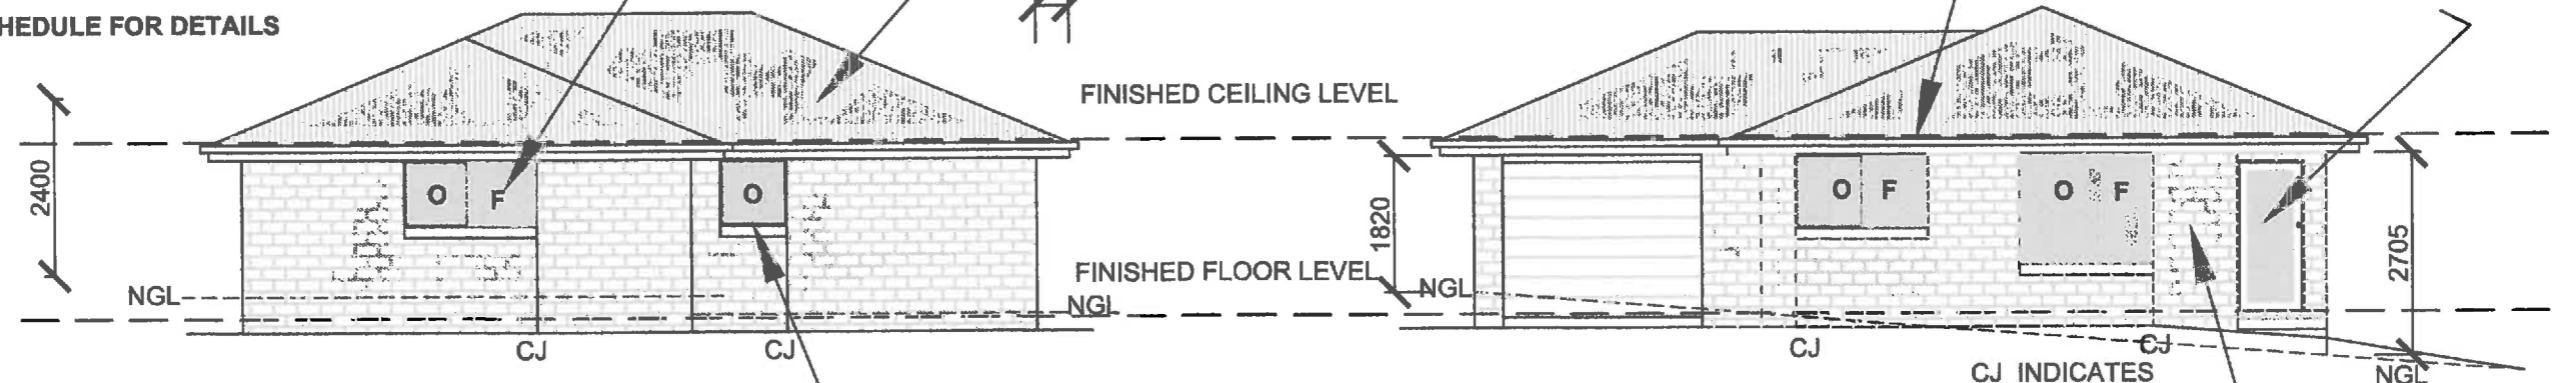 HEDULE FOR DETAILS
FINISHED CEILING LEVEL
2400
O F
O
O F
O F
1820
2705
FINISHED FLOOR LEVEL
NGL
NGL
NGL
CJ
CJ
CJ
CJ
CJ INDICATES
NGL